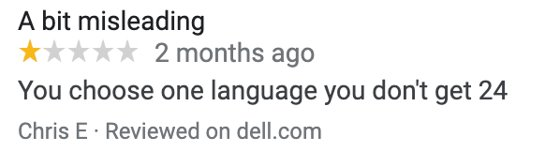 A bit misleading
2 months ago
You choose one language you don't get 24
Chris E · Reviewed on dell.com